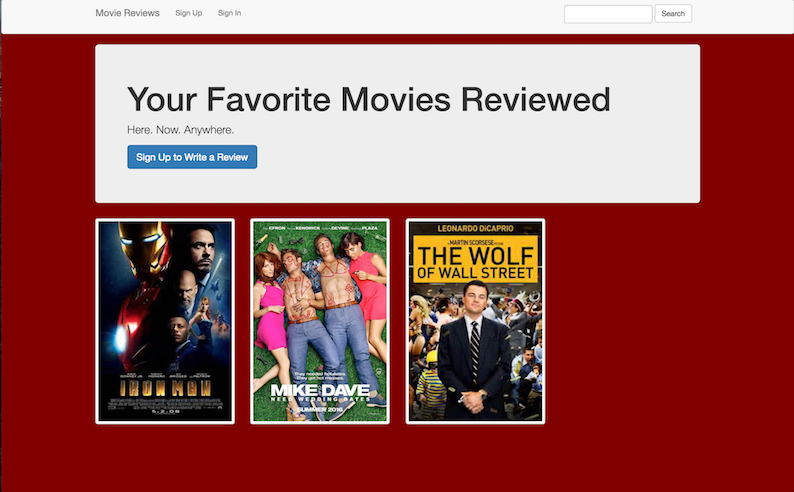 Movie Reviews Sign Up Sign In Search
Your Favorite Movies Reviewed
Here. Now. Anywhere.
Sign Up to Write a Review
IRON MAN
5.2.08
EFRON KENDRICK DEVINE PLAZA
They needed hotties.
They got hot messes.
MIKE AND DAVE
NEED WEDDING DATES
SUMMER 2016
LEONARDO DiCAPRIO
A MARTIN SCORSESE PICTURE
THE WOLF
OF WALL STREET